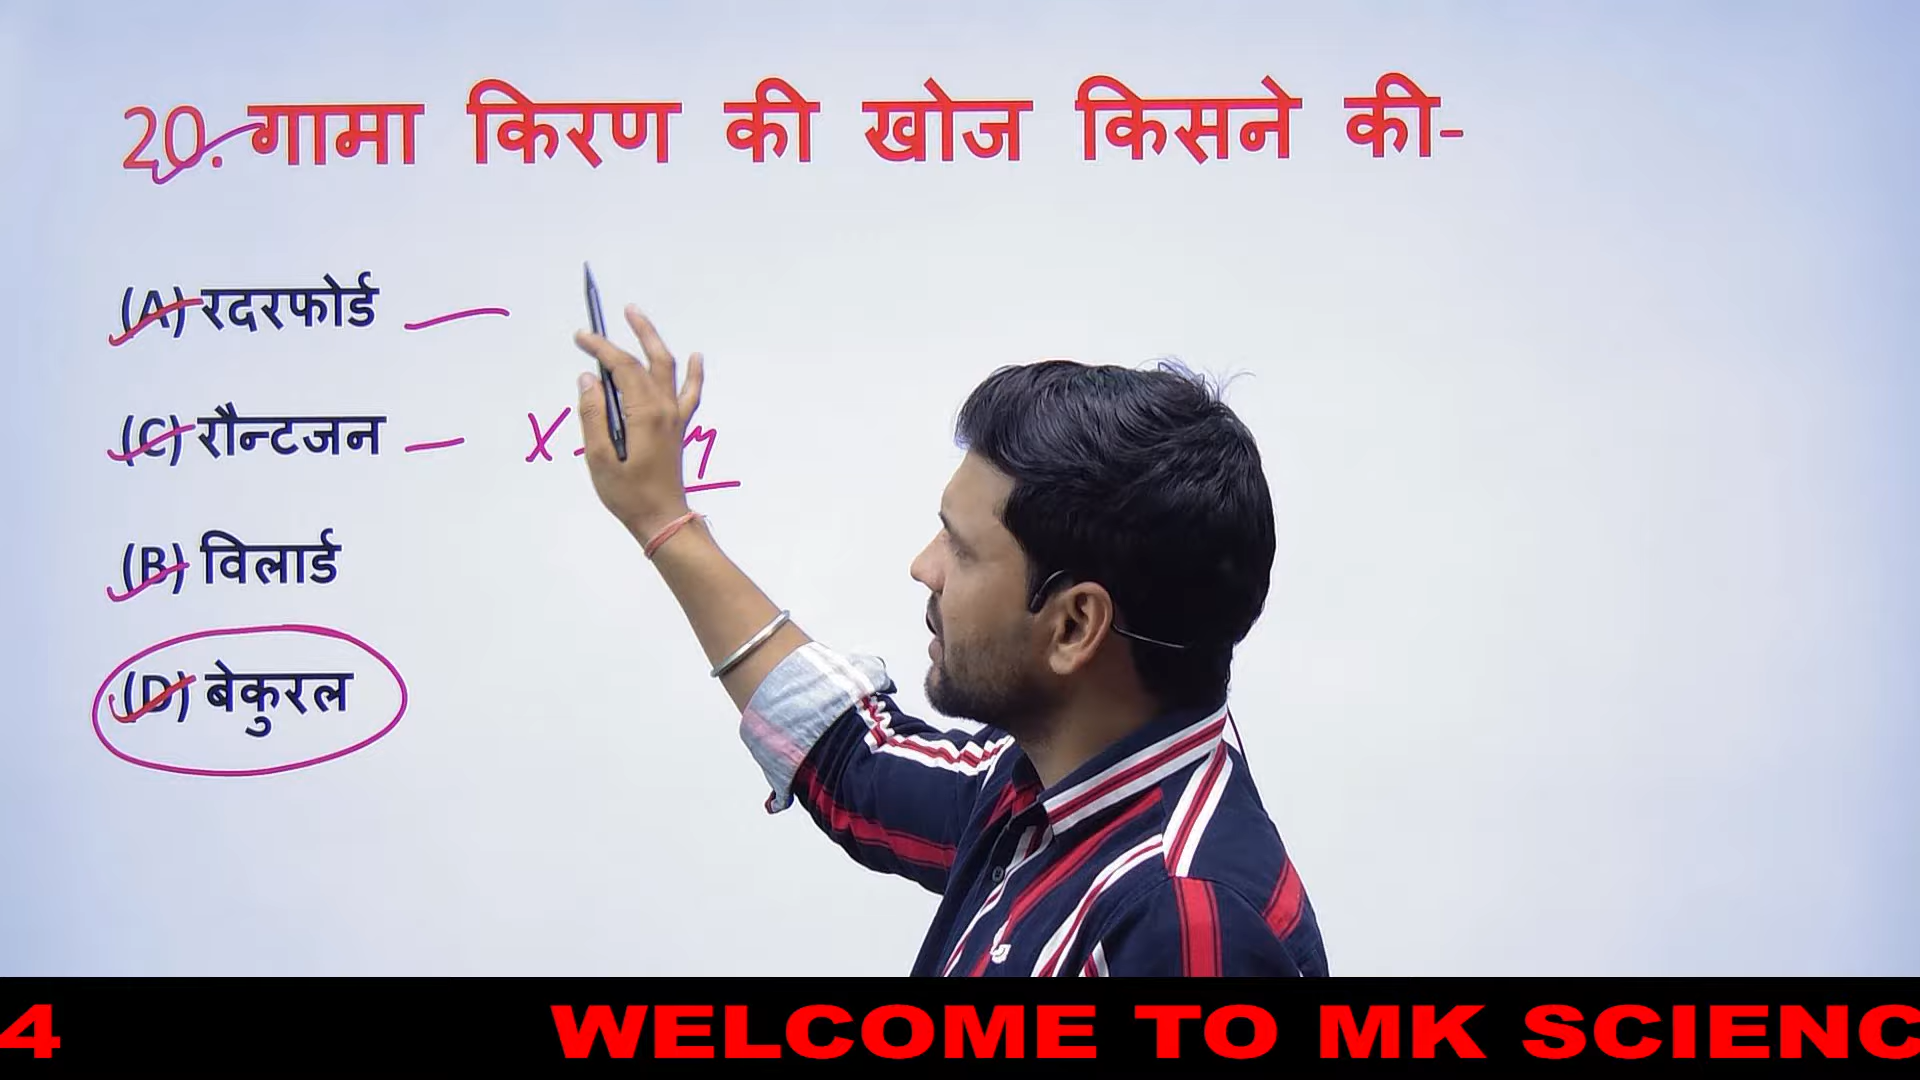 20. गामा किरण की खोज किसने की-
(A) रदरफोर्ड
(C) रौन्टजन
(B) विलार्ड
(D) बेकुरल
4 WELCOME TO MK SCIENC